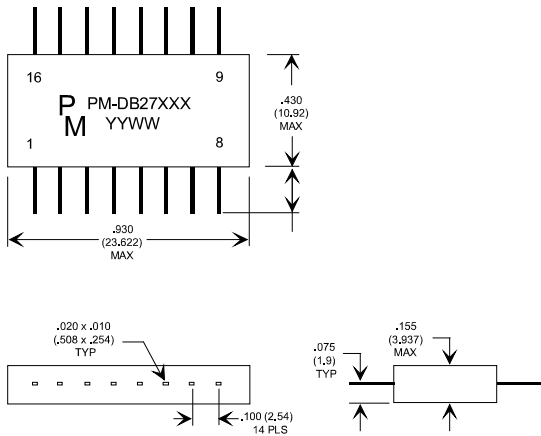 16
9
P
M
PM-DB27XXX
YYWW
1
8
.430
(10.92)
MAX
.930
(23.622)
MAX
.020 x .010
(.508 x .254)
TYP
.100 (2.54)
14 PLS
.075
(1.9)
TYP
.155
(3.937)
MAX